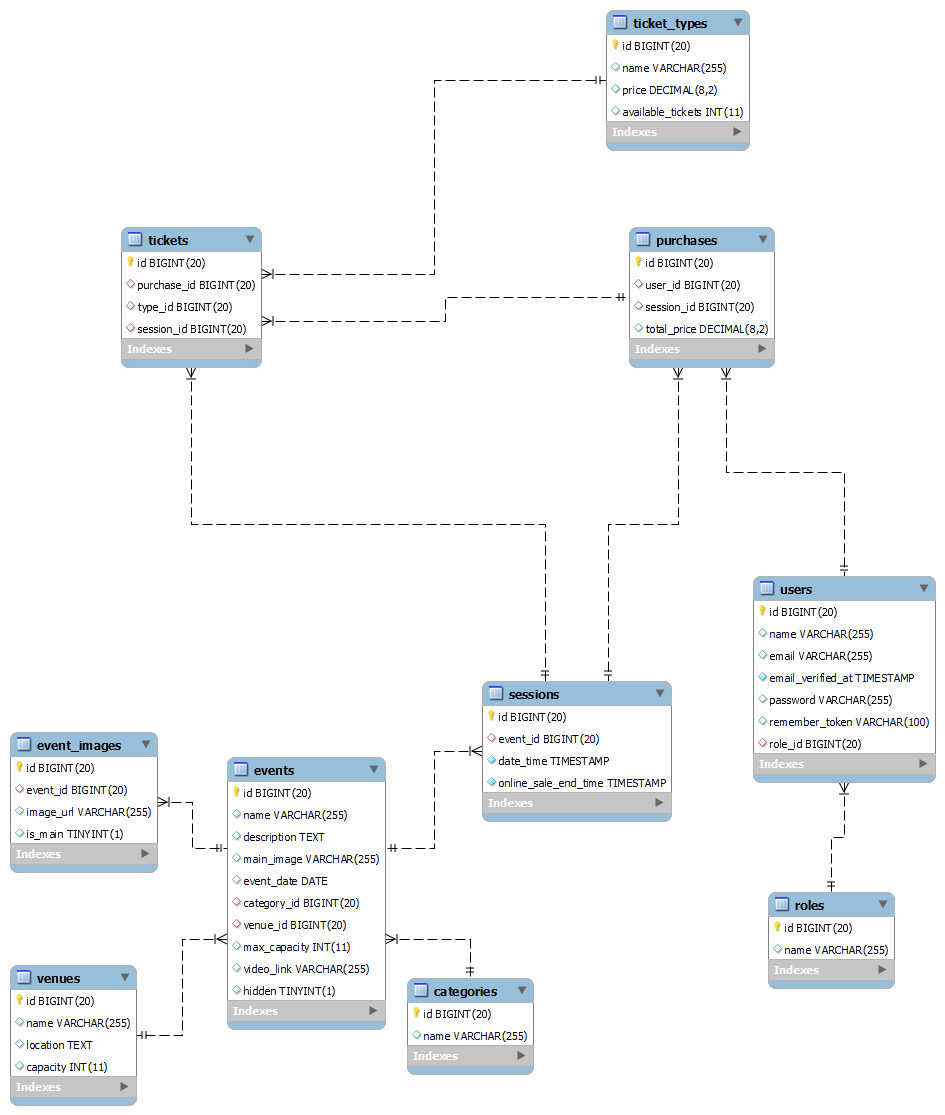 ticket_types
id BIGINT(20)
name VARCHAR(255)
price DECIMAL(8,2)
available_tickets INT(11)
Indexes
tickets
id BIGINT(20)
purchase_id BIGINT(20)
type_id BIGINT(20)
session_id BIGINT(20)
Indexes
purchases
id BIGINT(20)
user_id BIGINT(20)
session_id BIGINT(20)
total_price DECIMAL(8,2)
Indexes
users
id BIGINT(20)
name VARCHAR(255)
email VARCHAR(255)
email_verified_at TIMESTAMP
password VARCHAR(255)
remember_token VARCHAR(100)
role_id BIGINT(20)
Indexes
sessions
id BIGINT(20)
event_id BIGINT(20)
date_time TIMESTAMP
online_sale_end_time TIMESTAMP
Indexes
event_images
id BIGINT(20)
event_id BIGINT(20)
image_url VARCHAR(255)
is_main TINYINT(1)
Indexes
events
id BIGINT(20)
name VARCHAR(255)
description TEXT
main_image VARCHAR(255)
event_date DATE
category_id BIGINT(20)
venue_id BIGINT(20)
max_capacity INT(11)
video_link VARCHAR(255)
hidden TINYINT(1)
Indexes
roles
id BIGINT(20)
name VARCHAR(255)
Indexes
venues
id BIGINT(20)
name VARCHAR(255)
location TEXT
capacity INT(11)
Indexes
categories
id BIGINT(20)
name VARCHAR(255)
Indexes